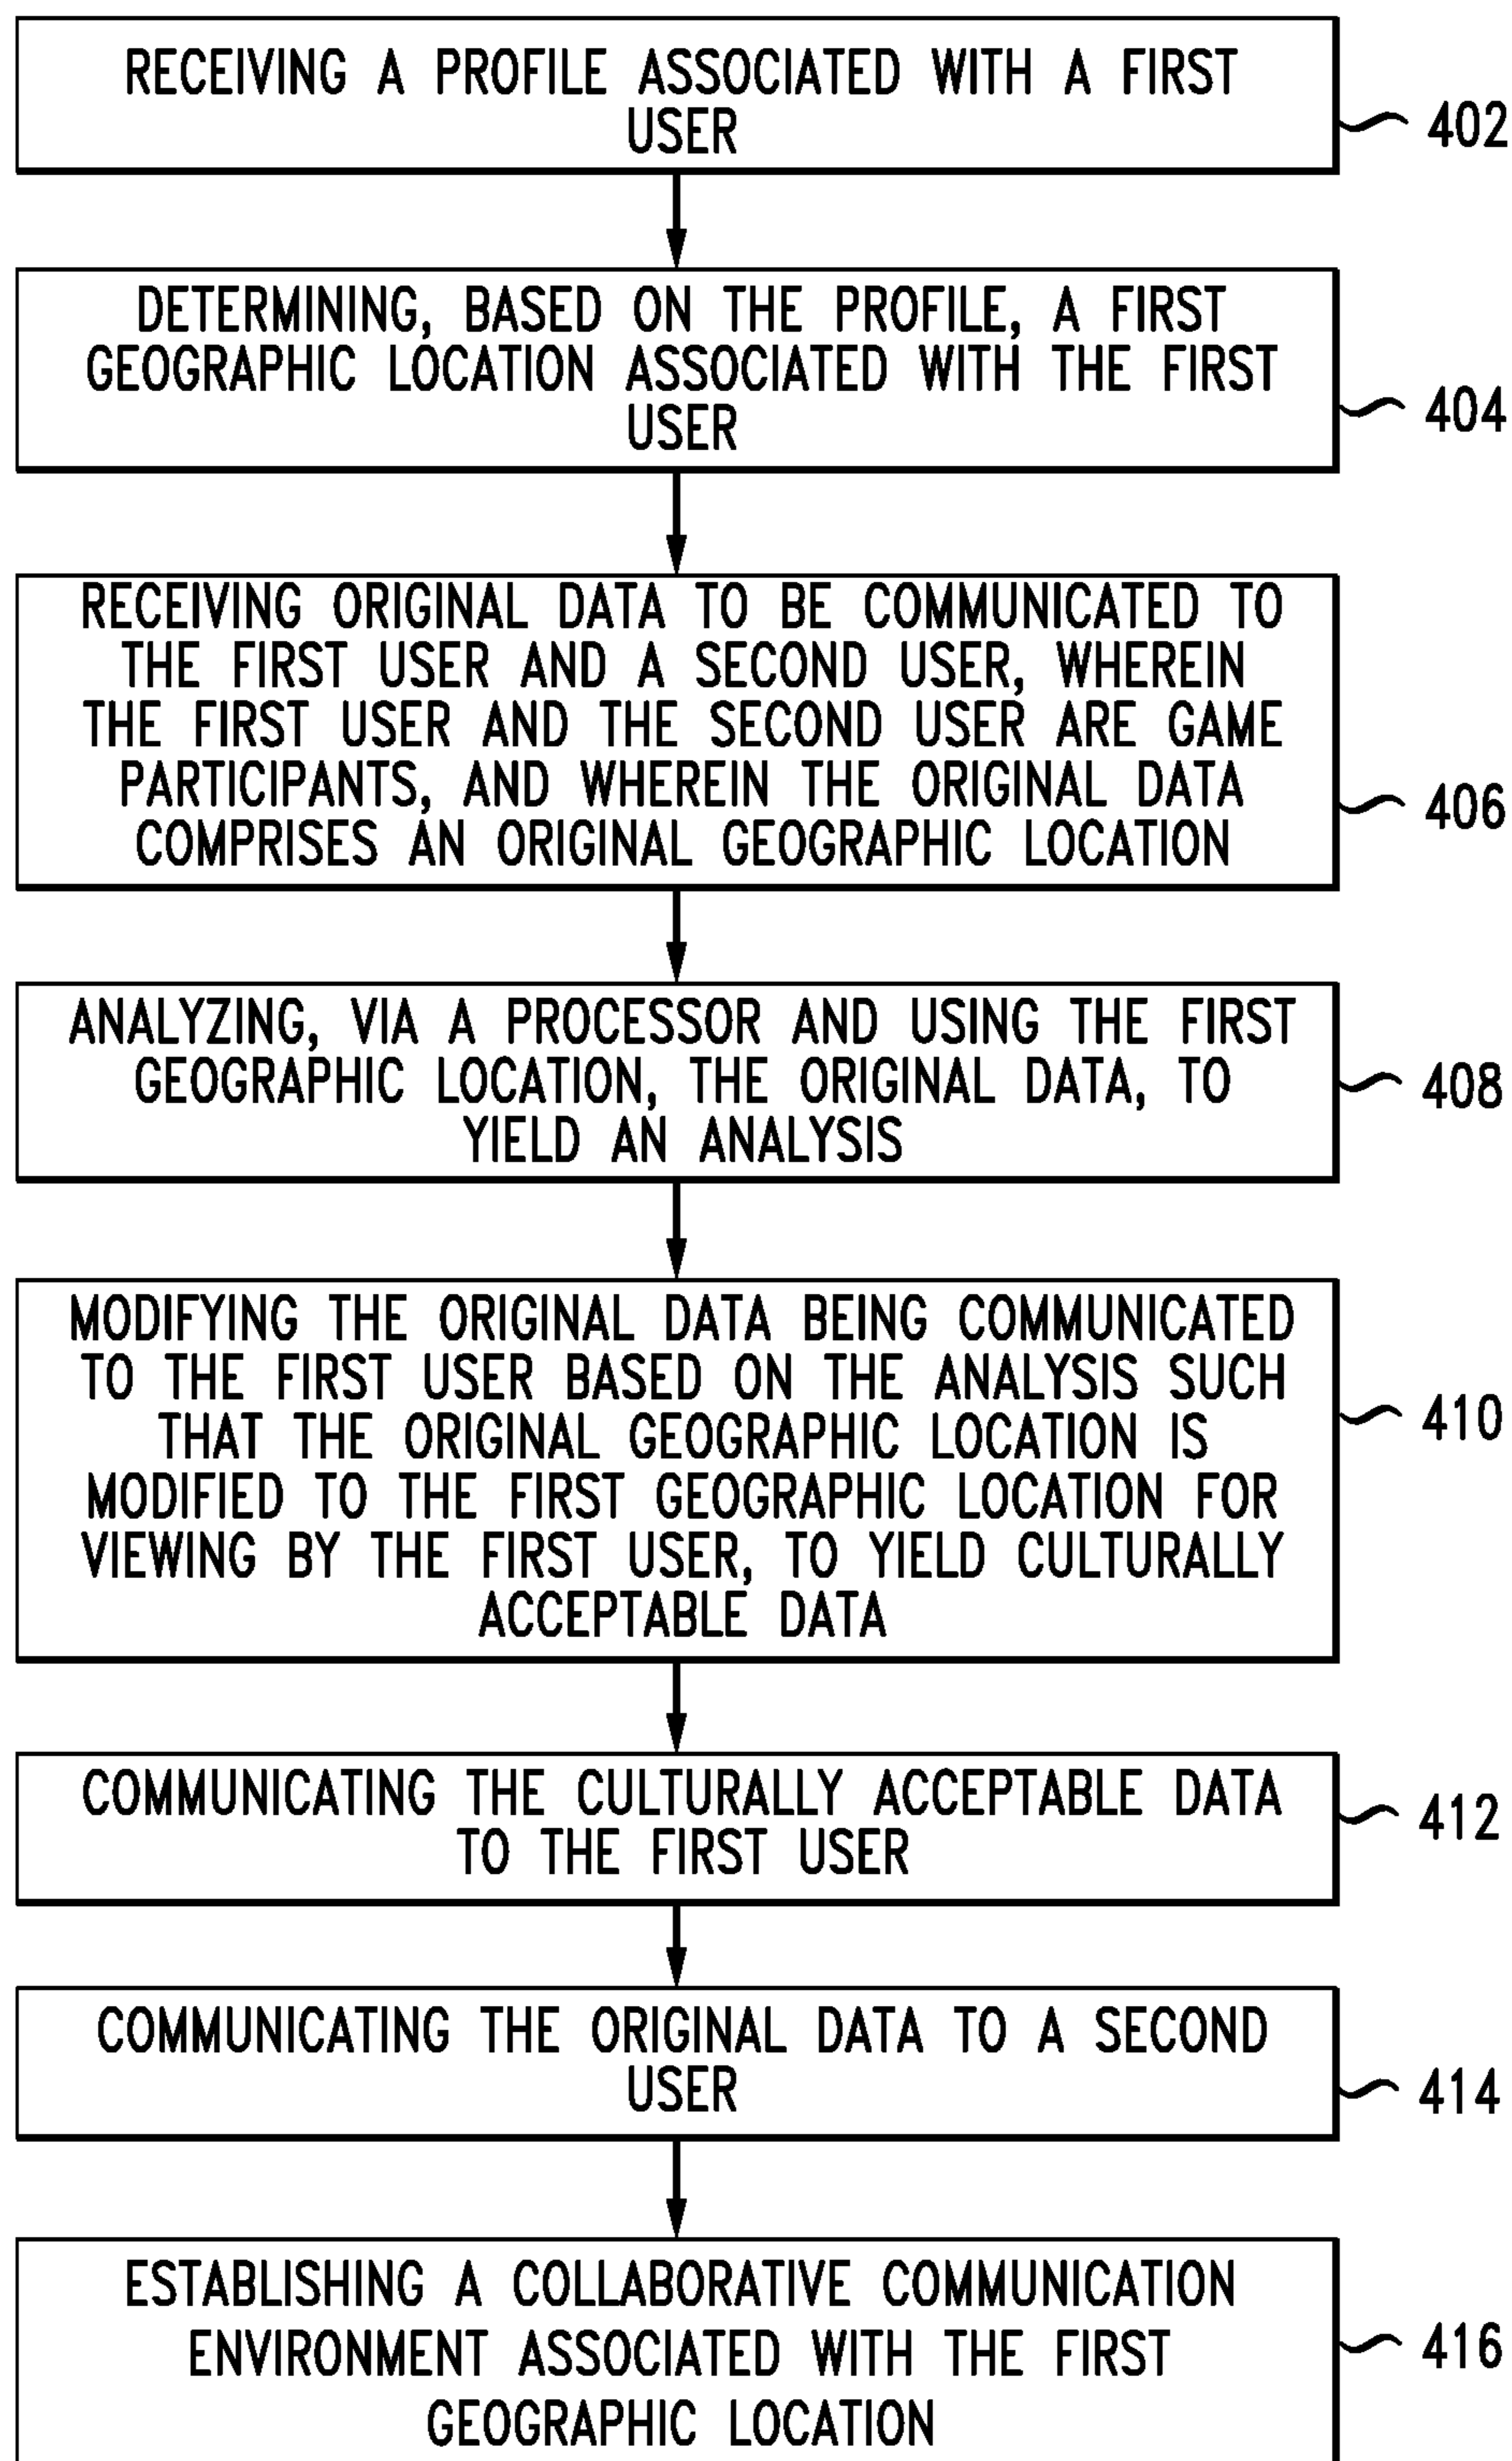 RECEIVING A PROFILE ASSOCIATED WITH A FIRST
USER
402
DETERMINING, BASED ON THE PROFILE, A FIRST
GEOGRAPHIC LOCATION ASSOCIATED WITH THE FIRST
USER
404
RECEIVING ORIGINAL DATA TO BE COMMUNICATED TO
THE FIRST USER AND A SECOND USER, WHEREIN
THE FIRST USER AND THE SECOND USER ARE GAME
PARTICIPANTS, AND WHEREIN THE ORIGINAL DATA
COMPRISES AN ORIGINAL GEOGRAPHIC LOCATION
406
ANALYZING, VIA A PROCESSOR AND USING THE FIRST
GEOGRAPHIC LOCATION, THE ORIGINAL DATA, TO
YIELD AN ANALYSIS
408
MODIFYING THE ORIGINAL DATA BEING COMMUNICATED
TO THE FIRST USER BASED ON THE ANALYSIS SUCH
THAT THE ORIGINAL GEOGRAPHIC LOCATION IS
MODIFIED TO THE FIRST GEOGRAPHIC LOCATION FOR
VIEWING BY THE FIRST USER, TO YIELD CULTURALLY
ACCEPTABLE DATA
410
COMMUNICATING THE CULTURALLY ACCEPTABLE DATA
TO THE FIRST USER
412
COMMUNICATING THE ORIGINAL DATA TO A SECOND
USER
414
ESTABLISHING A COLLABORATIVE COMMUNICATION
ENVIRONMENT ASSOCIATED WITH THE FIRST
GEOGRAPHIC LOCATION
416